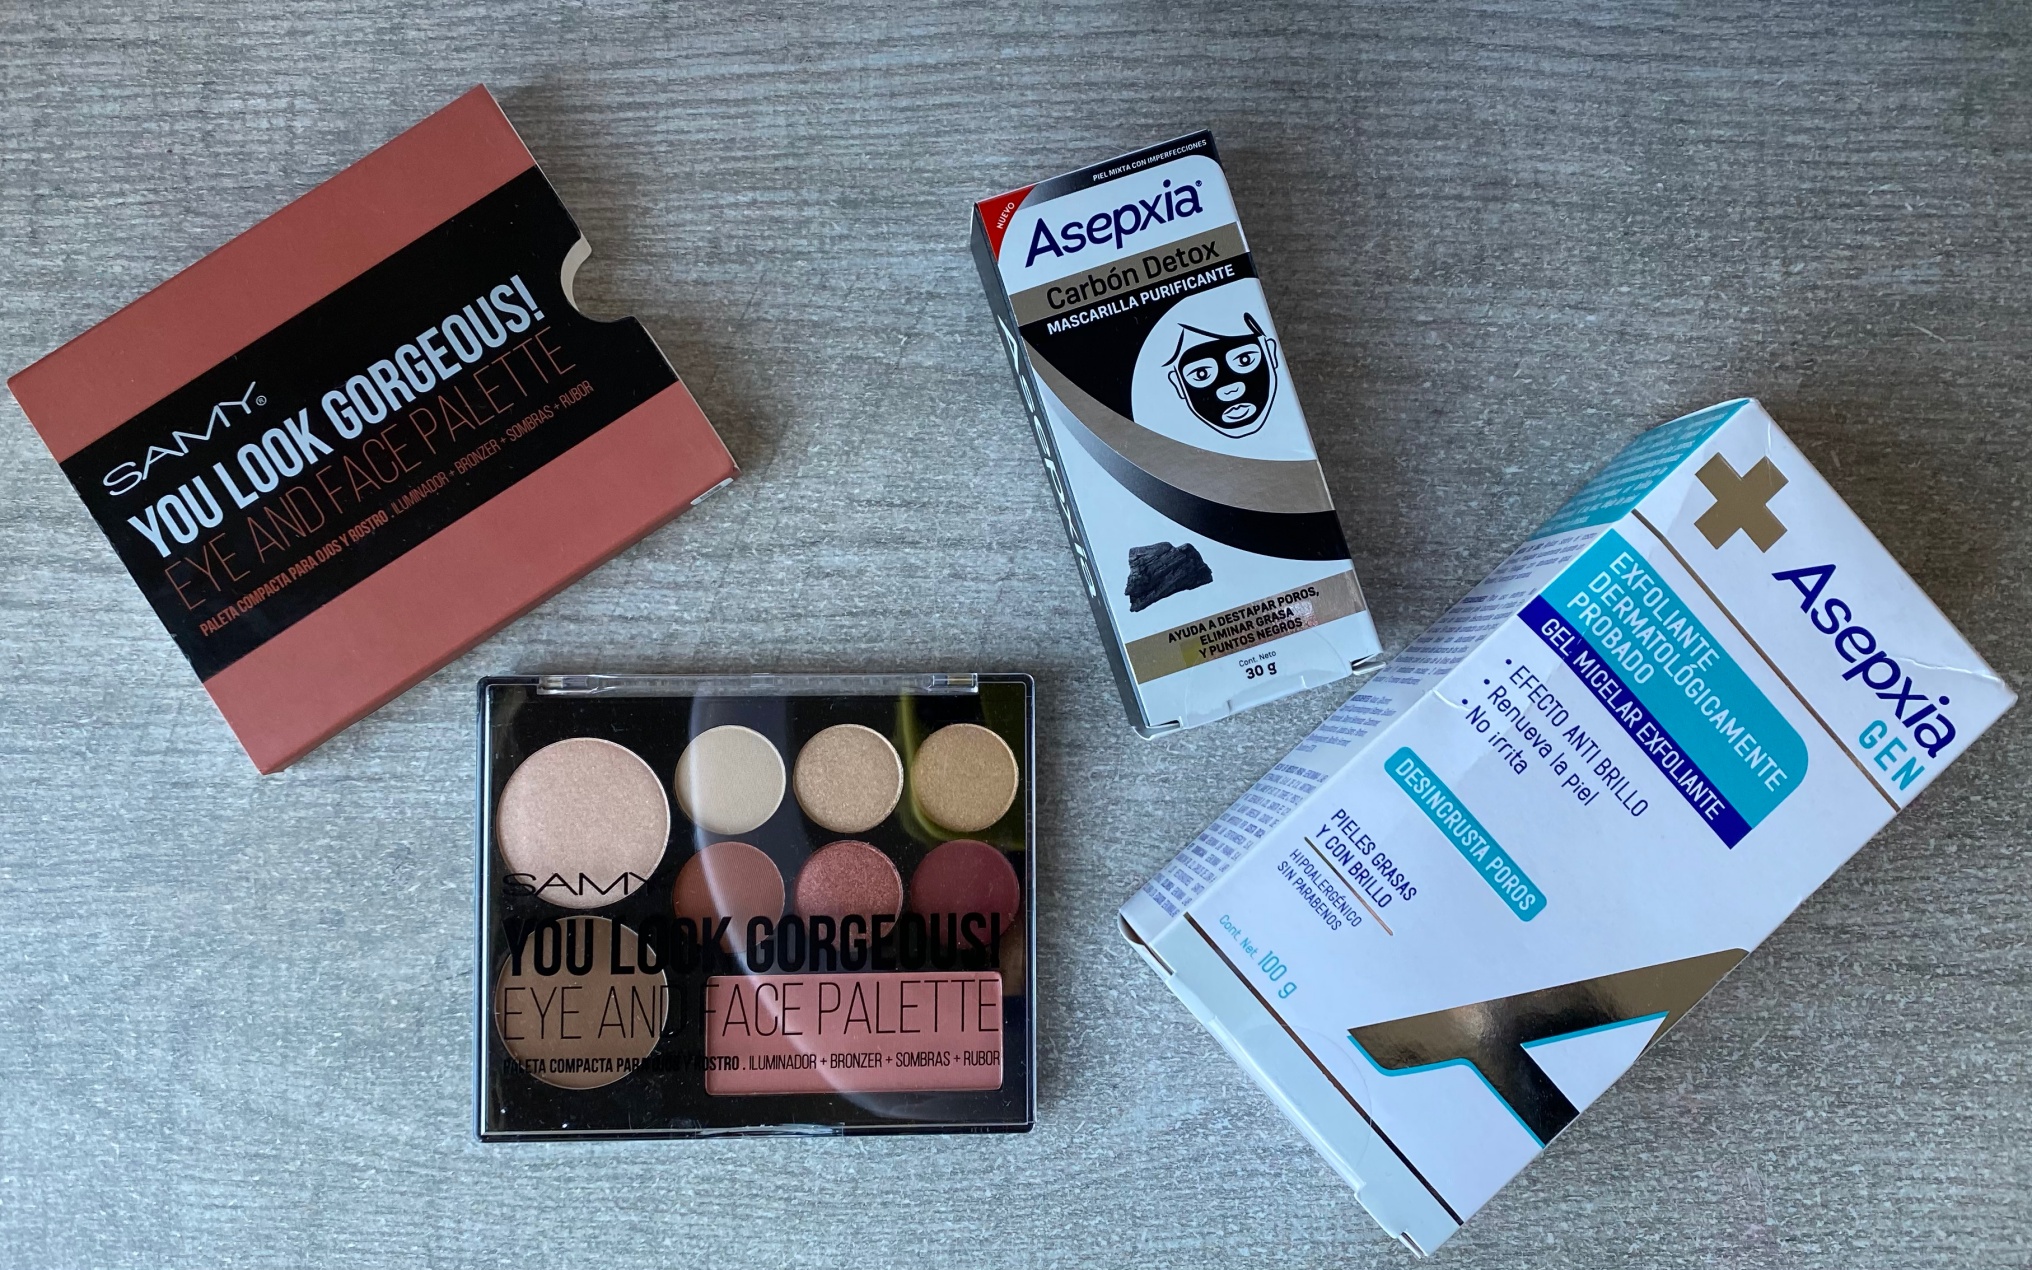 SAMY®
YOU LOOK GORGEOUS!
EYE AND FACE PALETTE
PALETA COMPACTA PARA OJOS Y ROSTRO . ILUMINADOR + BRONZER + SOMBRAS + RUBOR
SAMY
YOU LOOK GORGEOUS!
EYE AND FACE PALETTE
PALETA COMPACTA PARA OJOS Y ROSTRO . ILUMINADOR + BRONZER + SOMBRAS + RUBOR
PIEL MIXTA CON IMPERFECCIONES
NUEVO
Asepxia®
Carbón Detox
MASCARILLA PURIFICANTE
Asepxia
AYUDA A DESTAPAR POROS,
ELIMINAR GRASA
Y PUNTOS NEGROS
Cont. Neto
30 g
Asepxia
GEN
EXFOLIANTE
DERMATOLÓGICAMENTE
PROBADO
GEL MICELAR EXFOLIANTE
• EFECTO ANTI BRILLO
• Renueva la piel
• No irrita
DESINCRUSTA POROS
PIELES GRASAS
Y CON BRILLO
HIPOALERGÉNICO
SIN PARABENOS
Cont. Net. 100 g